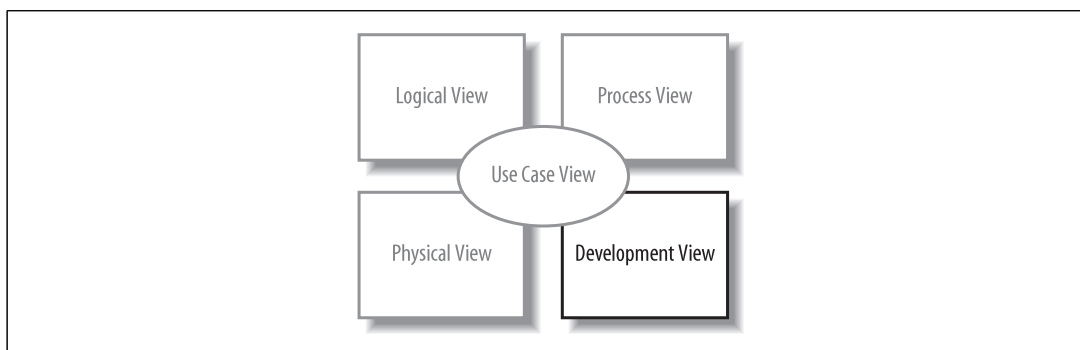 Logical View
Process View
Use Case View
Physical View
Development View